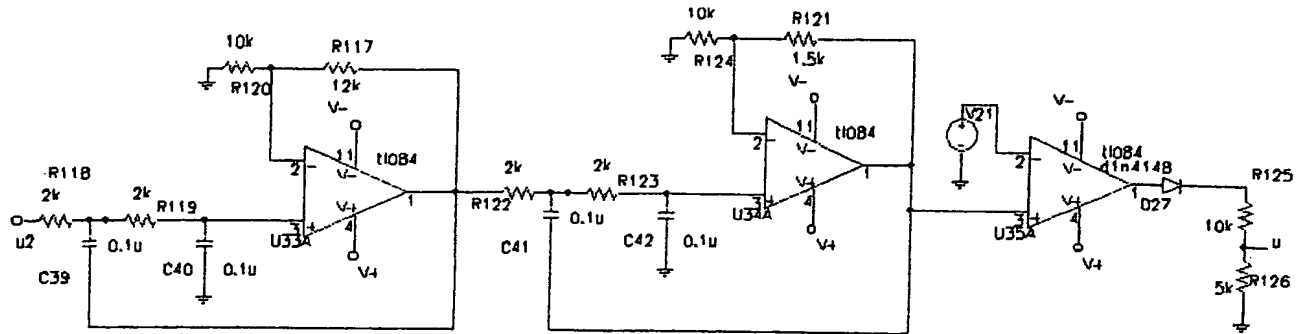 10k
R117
R120
12k
V-
11
tl084
2
V-
V+
3
4
1
U33A
V+
R118
2k
2k
R119
u2
0.1u
C39
C40
0.1u
10k
R121
R124
1.5k
V-
11
tl084
2
V-
V+
3
4
1
U34A
V+
2k
2k
R122
R123
C41
0.1u
C42
0.1u
V21
V-
11
tl084
2
V-
V+
3
4
1
U35A
V+
d1n4148
D27
R125
10k
u
5k
R126